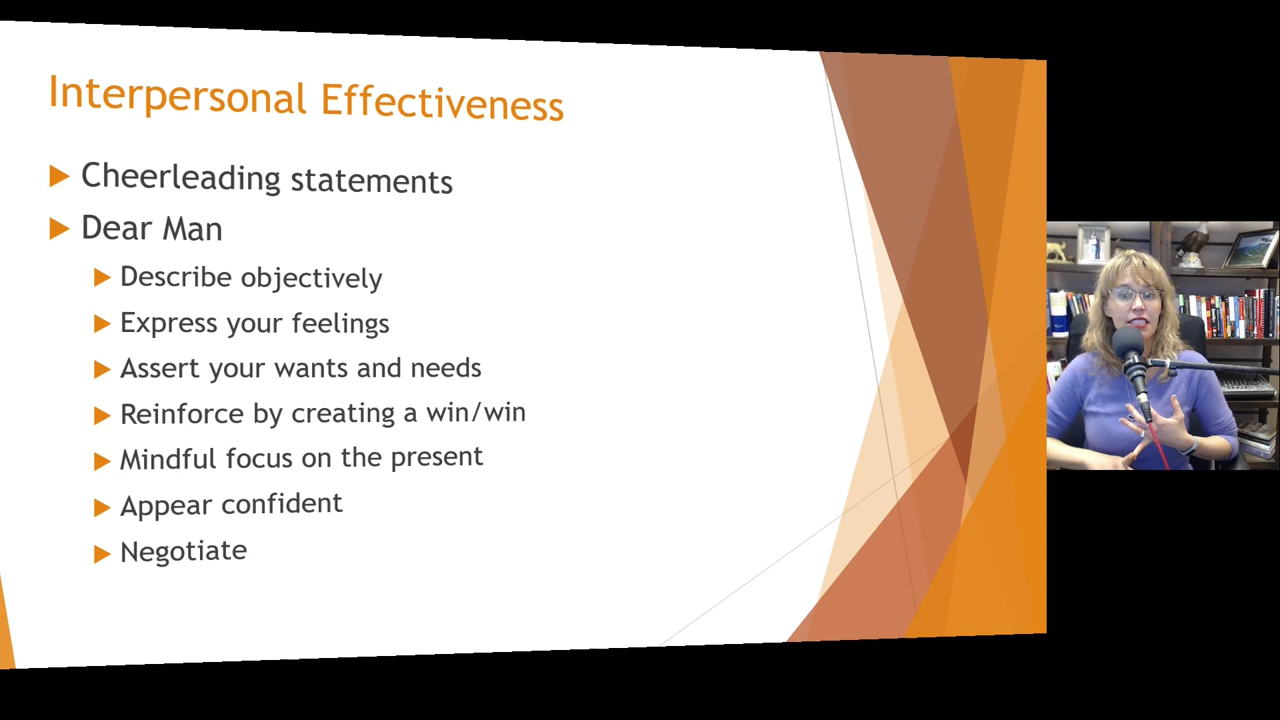 Interpersonal Effectiveness
Cheerleading statements
Dear Man
Describe objectively
Express your feelings
Assert your wants and needs
Reinforce by creating a win/win
Mindful focus on the present
Appear confident
Negotiate